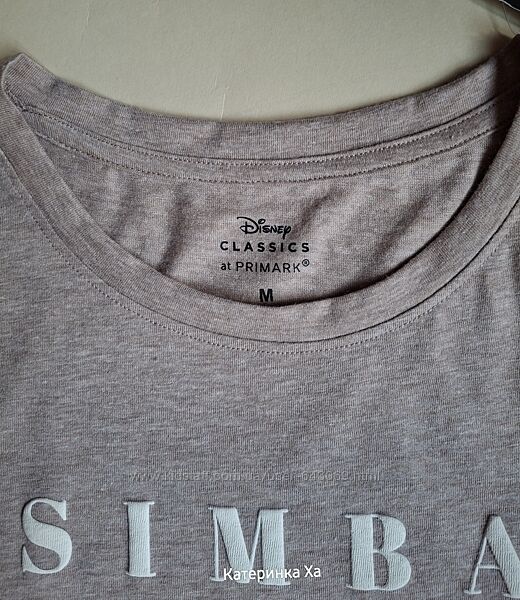 Disney
CLASSICS
at PRIMARK®
M
SIMBA
Катеринка Ха